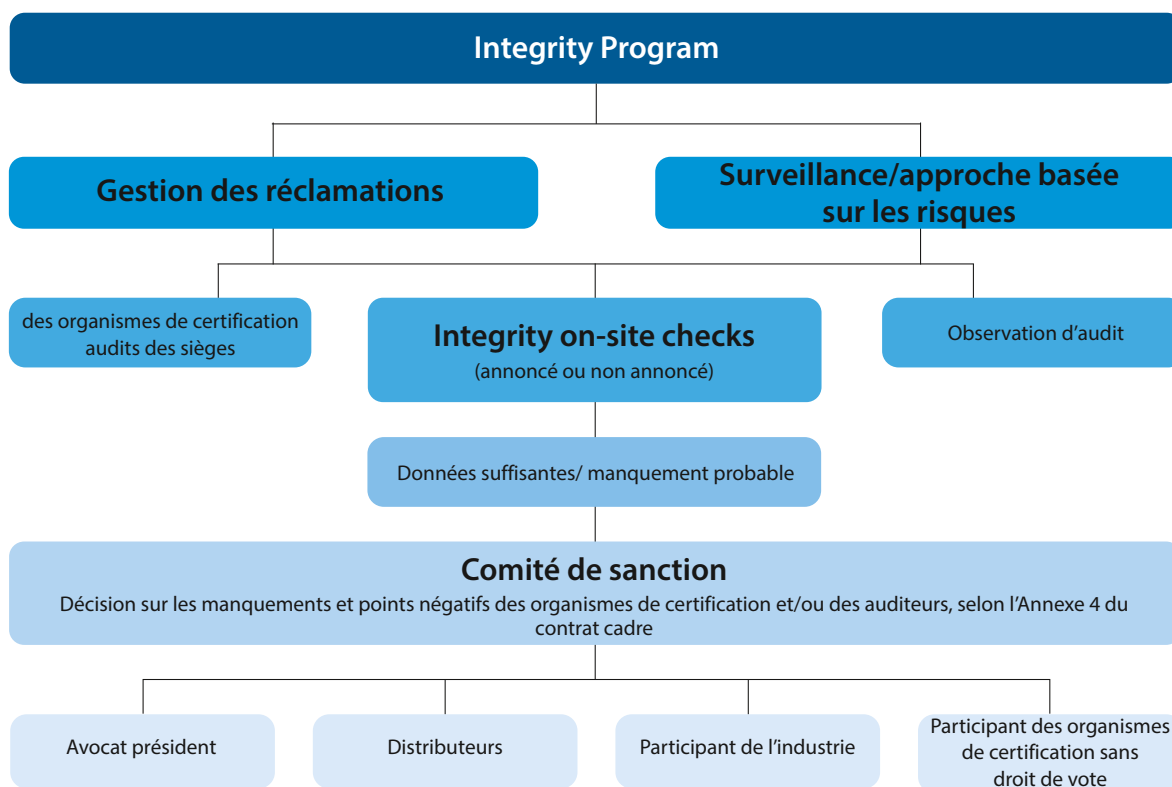 Integrity Program
Gestion des réclamations
Surveillance/approche basée
sur les risques
des organismes de certification
audits des sièges
Integrity on-site checks
(annoncé ou non annoncé)
Observation d'audit
Données suffisantes/ manquement probable
Comité de sanction
Décision sur les manquements et points négatifs des organismes de certification et/ou des auditeurs, selon l'Annexe 4 du
contrat cadre
Avocat président
Distributeurs
Participant de l'industrie
Participant des organismes
de certification sans
droit de vote